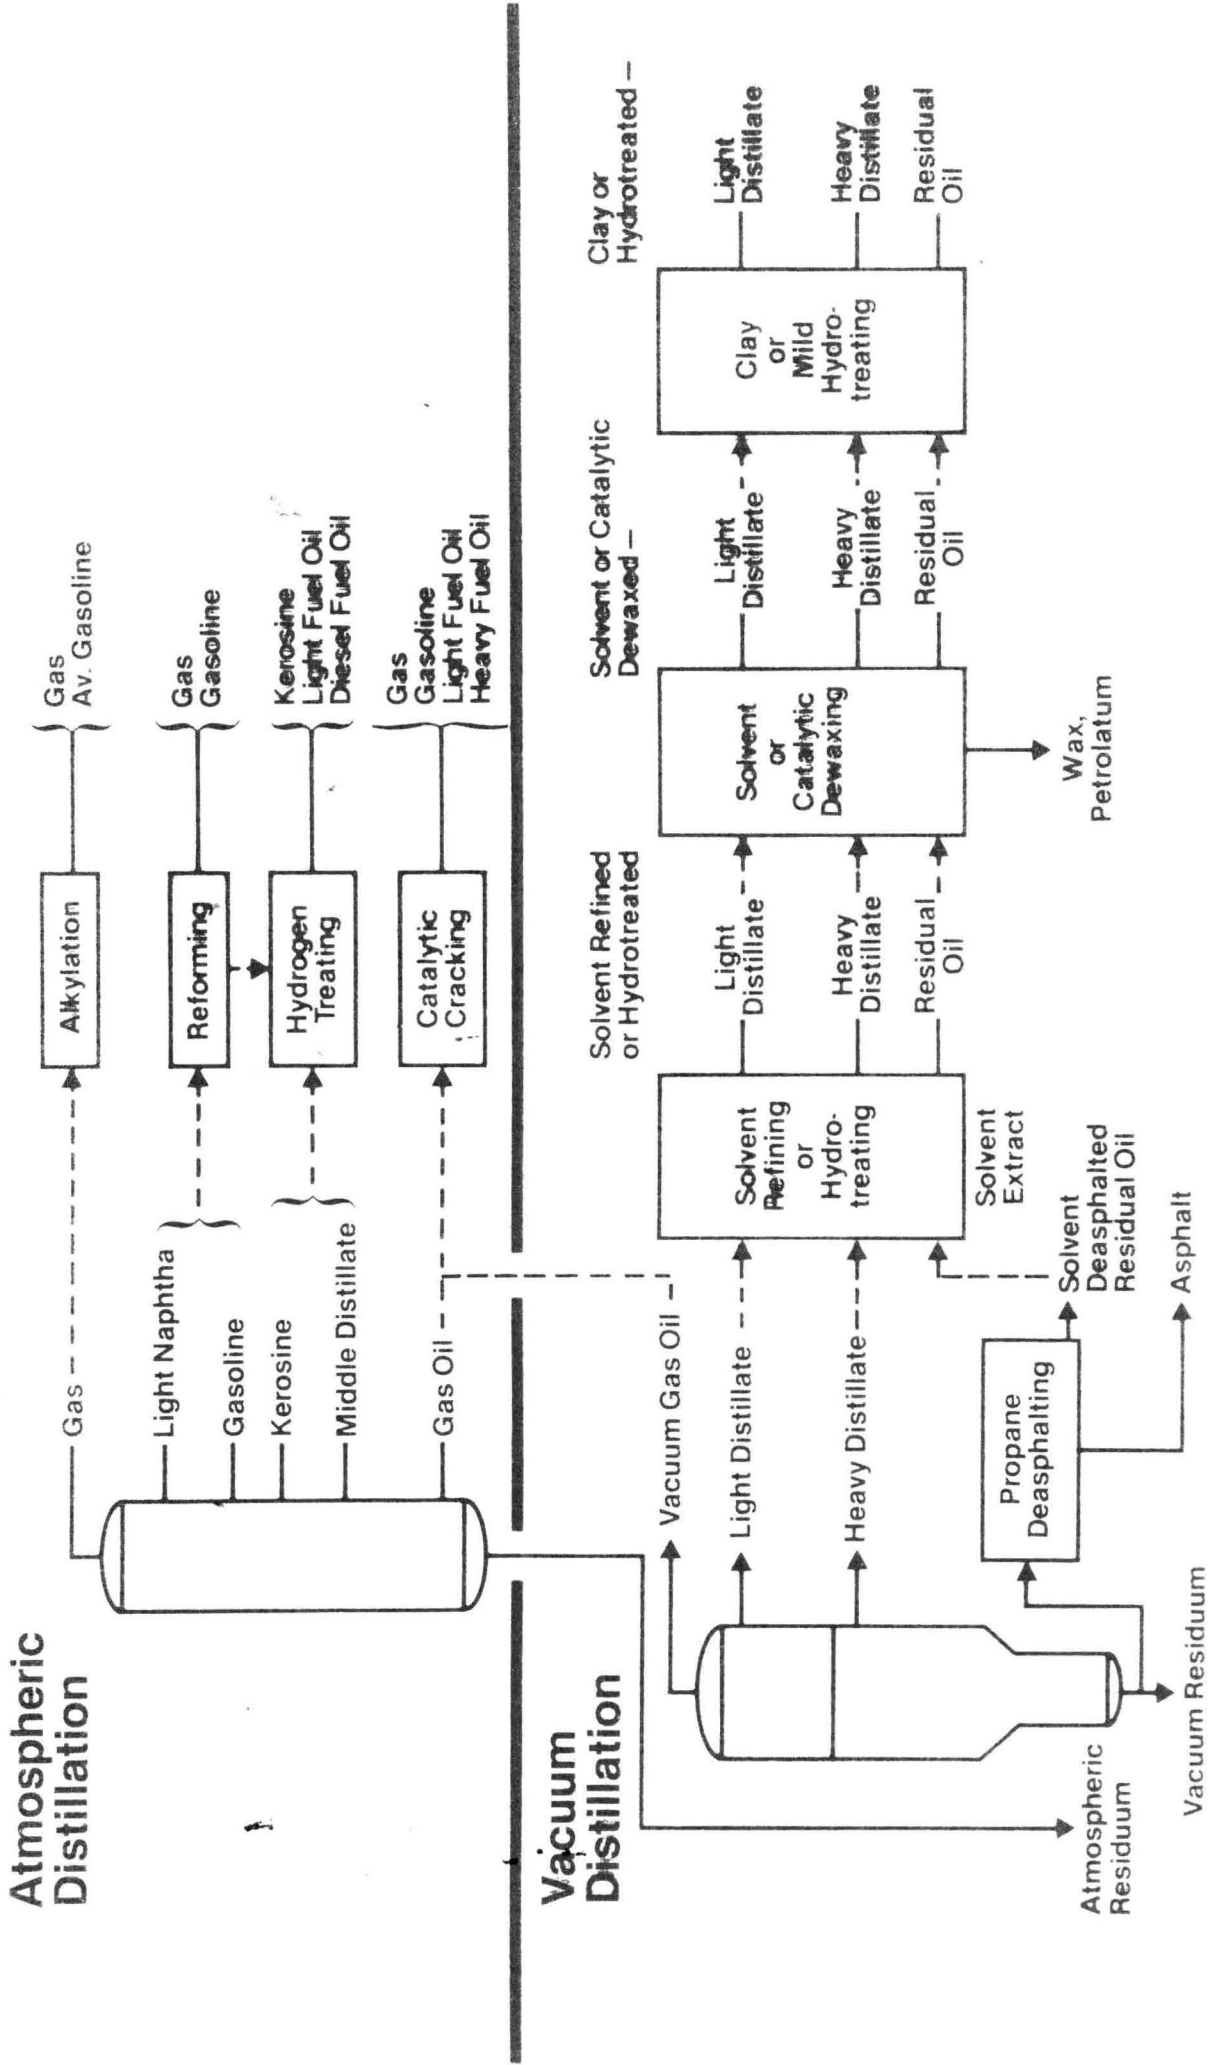 Atmospheric
Distillation
Gas
Light Naphtha
Gasoline
Kerosine
Middle Distillate
Gas Oil
Alkylation
Reforming
Hydrogen
Treating
Catalytic
Cracking
Gas
Av. Gasoline
Gas
Gasoline
Kerosine
Light Fuel Oil
Diesel Fuel Oil
Gas
Gasoline
Light Fuel Oil
Heavy Fuel Oil
Vacuum
Distillation
Atmospheric
Residuum
Vacuum Residuum
Vacuum Gas Oil
Light Distillate
Heavy Distillate
Propane
Deasphalting
Solvent
Deasphalted
Residual Oil
Asphalt
Solvent
Refining
or
Hydro-
treating
Solvent
Extract
Solvent Refined
or Hydrotreated
Light
Distillate
Heavy
Distillate
Residual
Oil
Solvent
or
Catalytic
Dewaxing
Wax,
Petrolatum
Solvent or Catalytic
Dewaxed –
Light
Distillate
Heavy
Distillate
Residual
Oil
Clay
or
Mild
Hydro-
treating
Clay or
Hydrotreated –
Light
Distillate
Heavy
Distillate
Residual
Oil